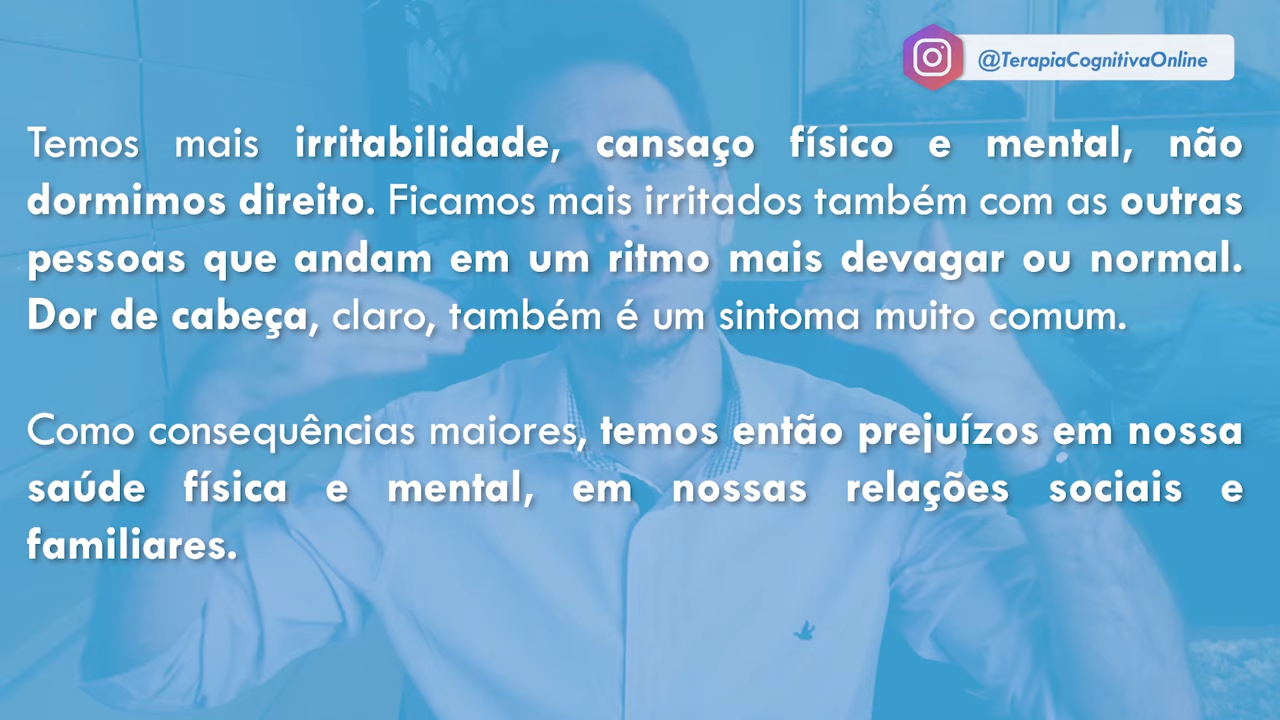 @TerapiaCognitivaOnline
Temos mais irritabilidade, cansaço físico e mental, não
dormimos direito. Ficamos mais irritados também com as outras
pessoas que andam em um ritmo mais devagar ou normal.
Dor de cabeça, claro, também é um sintoma muito comum.
Como consequências maiores, temos então prejuízos em nossa
saúde física e mental, em nossas relações sociais e
familiares.